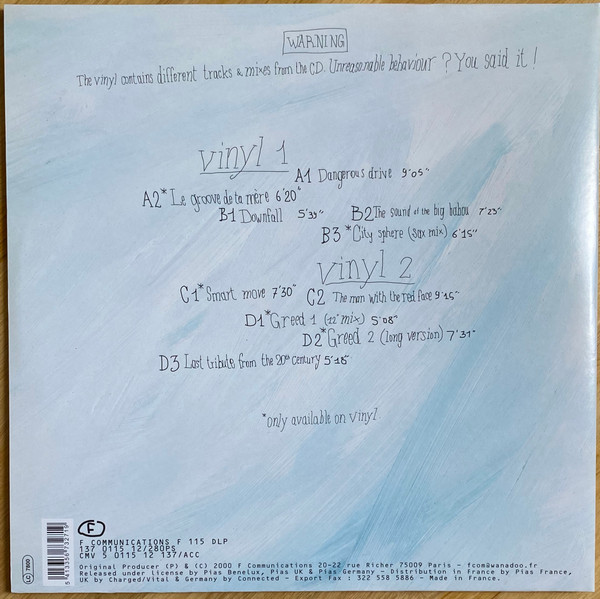 WARNING
The vinyl contains different tracks & mixes from the CD. Unreasonable behaviour ? You said it !
vinyl 1
A1 Dangerous drive 9'05"
A2* Le groove de ta mère 6'20"
B1 Downfall 5'39" B2 The sound of the big babou 7'23"
B3 *City sphere (sax mix) 6'15"
vinyl 2
C1* Smart move 7'30" C2 The man with the red face 9'15"
D1* Greed 1 (12" mix) 5'08"
D2* Greed 2 (long version) 7'31"
D3 Last tribute from the 20th century 5'18"
*only available on vinyl
F
F COMMUNICATIONS F 115 DLP
137 0115 12/280Ps
CMV 5 0115 12 137/ACC
Original Producer (P) & (C) 2000 F Communications 20-22 rue Richer 75009 Paris - fcom@wanadoo.fr
Released under license by Pias Benelux, Pias UK & Pias Germany - Distribution in France by Pias France,
UK by Charged/Vital & Germany by Connected - Export Fax : 322 558 5886 - Made in France.
LC 7800